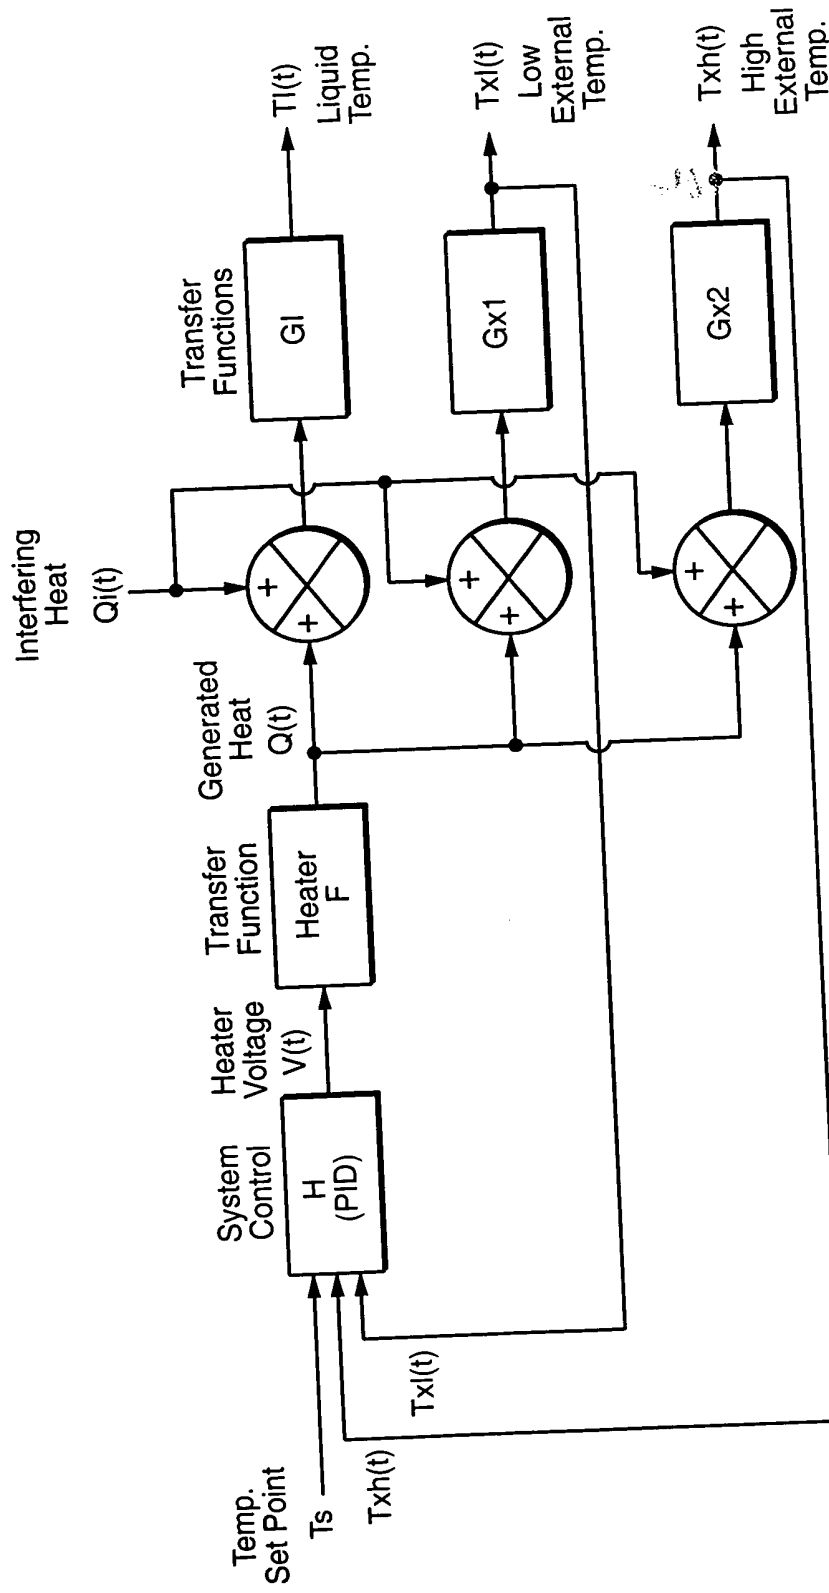 Interfering
Heat
Qi(t)
Temp.
Set Point
Ts
Txh(t)
Txl(t)
System
Control
H
(PID)
Heater
Voltage
V(t)
Transfer
Function
Heater
F
Generated
Heat
Q(t)
+
+
+
+
+
+
Transfer
Functions
Gl
Gx1
Gx2
Tl(t)
Liquid
Temp.
Txl(t)
Low
External
Temp.
Txh(t)
High
External
Temp.